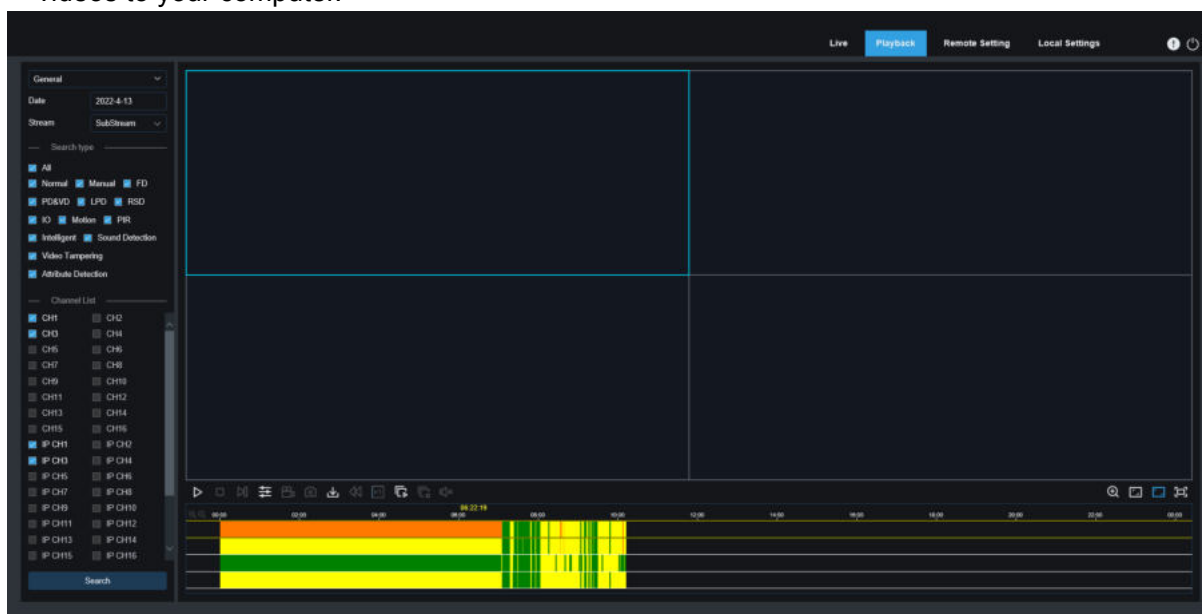 videos to your computer.
Live Playback Remote Setting Local Settings
General
Date 2022-4-13
Stream SubStream
Search type
All
Normal Manual FD
PD&VD LPD RSD
IO Motion PIR
Intelligent Sound Detection
Video Tampering
Attribute Detection
Channel List
CH1 CH2
CH3 CH4
CH5 CH6
CH7 CH8
CH9 CH10
CH11 CH12
CH13 CH14
CH15 CH16
IP CH1 IP CH2
IP CH3 IP CH4
IP CH5 IP CH6
IP CH7 IP CH8
IP CH9 IP CH10
IP CH11 IP CH12
IP CH13 IP CH14
IP CH15 IP CH16
Search
06:22:19
00:00 02:00 04:00 06:00 08:00 10:00 12:00 14:00 16:00 18:00 20:00 22:00 00:00